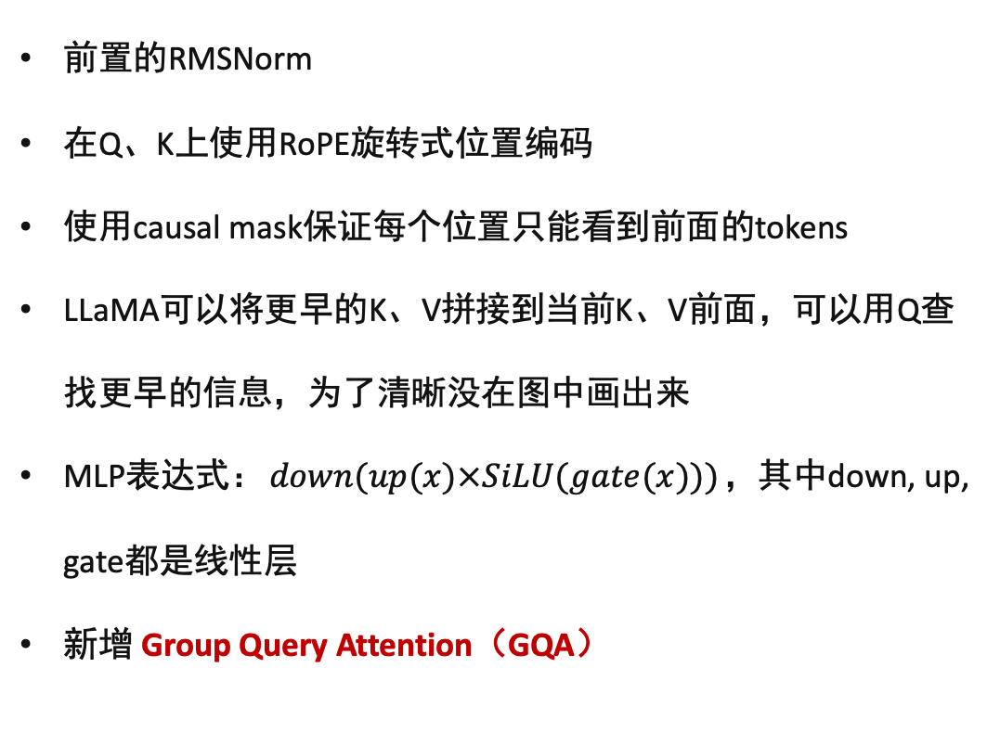 • 前置的RMSNorm
• 在Q、K上使用RoPE旋转式位置编码
• 使用causal mask保证每个位置只能看到前面的tokens
• LLaMA可以将更早的K、V拼接到当前K、V前面，可以用Q查
找更早的信息，为了清晰没在图中画出来
• MLP表达式：down(up(x)×SiLU(gate(x)))，其中down, up,
gate都是线性层
• 新增 Group Query Attention（GQA）